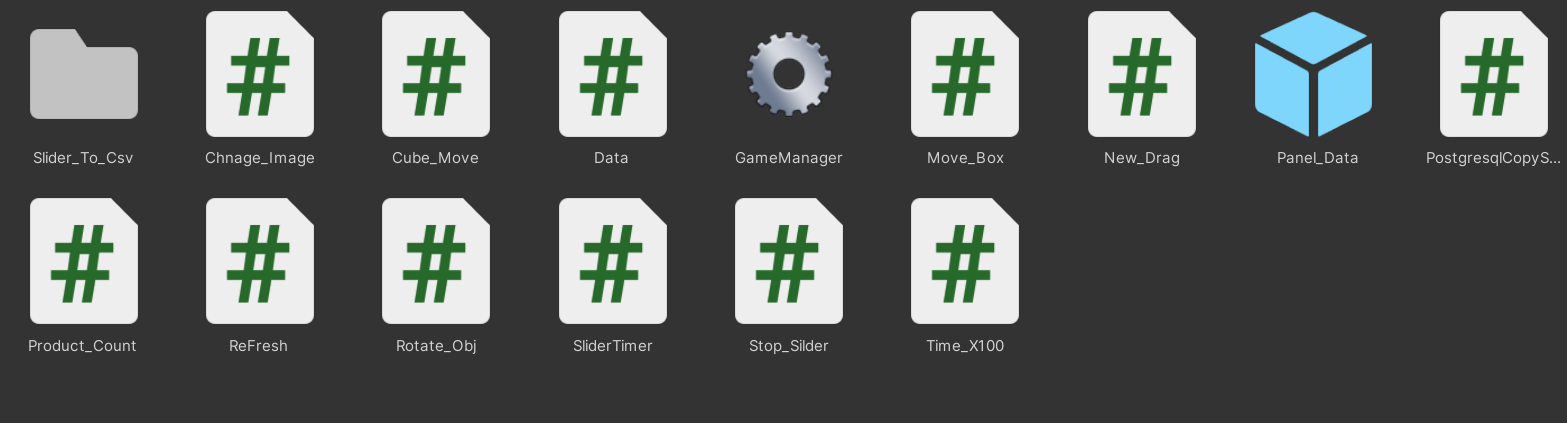 Slider_To_Csv
Chnage_Image
Cube_Move
Data
GameManager
Move_Box
New_Drag
Panel_Data
PostgresqlCopyS...
Product_Count
ReFresh
Rotate_Obj
SliderTimer
Stop_Silder
Time_X100